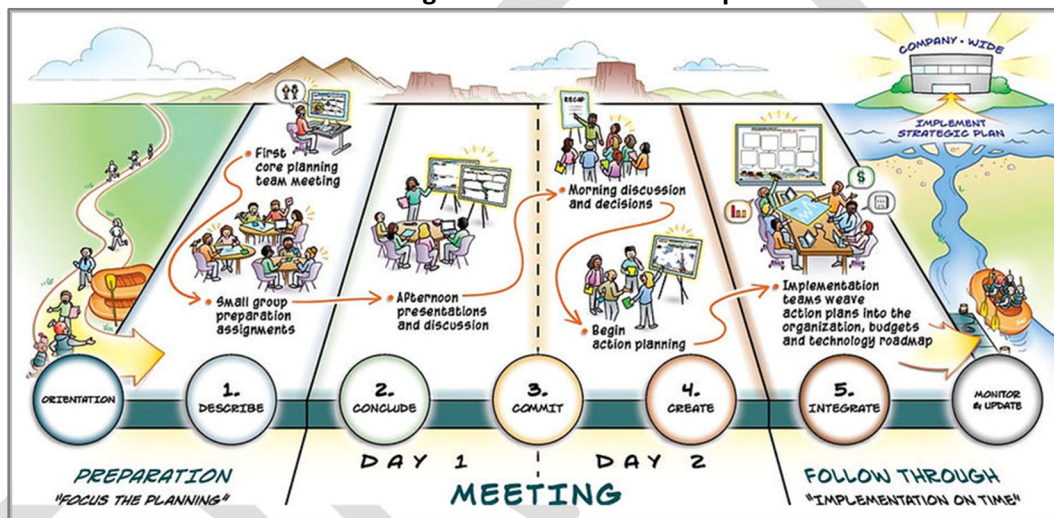 COMPANY • WIDE
IMPLEMENT
STRATEGIC PLAN
RECAP
• First
core planning
team meeting
• Small group
preparation
assignments
• Afternoon
presentations
and discussion
• Morning discussion
and decisions
• Begin
action planning
• Implementation
teams weave
action plans into the
organization, budgets
and technology roadmap
$
ORIENTATION
1.
DESCRIBE
2.
CONCLUDE
3.
COMMIT
4.
CREATE
5.
INTEGRATE
MONITOR
& UPDATE
PREPARATION
"FOCUS THE PLANNING"
DAY 1
DAY 2
MEETING
FOLLOW THROUGH
"IMPLEMENTATION ON TIME"